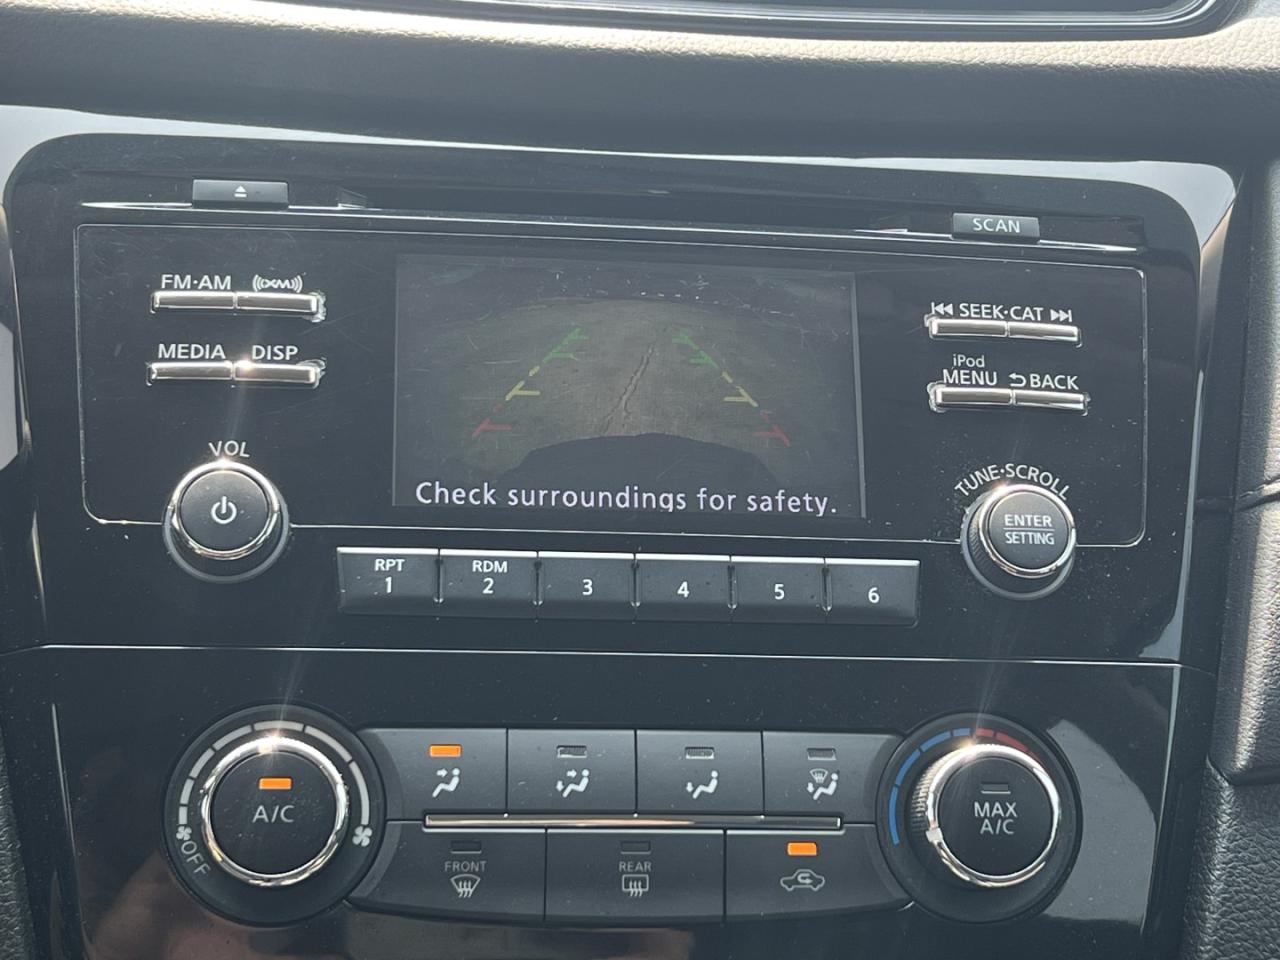 SCAN
FM·AM
((XM))
SEEK·CAT
MEDIA
DISP
iPod
MENU
BACK
VOL
TUNE·SCROLL
Check surroundings for safety.
ENTER
SETTING
RPT
1
RDM
2
3
4
5
6
A/C
OFF
MAX
A/C
FRONT
REAR